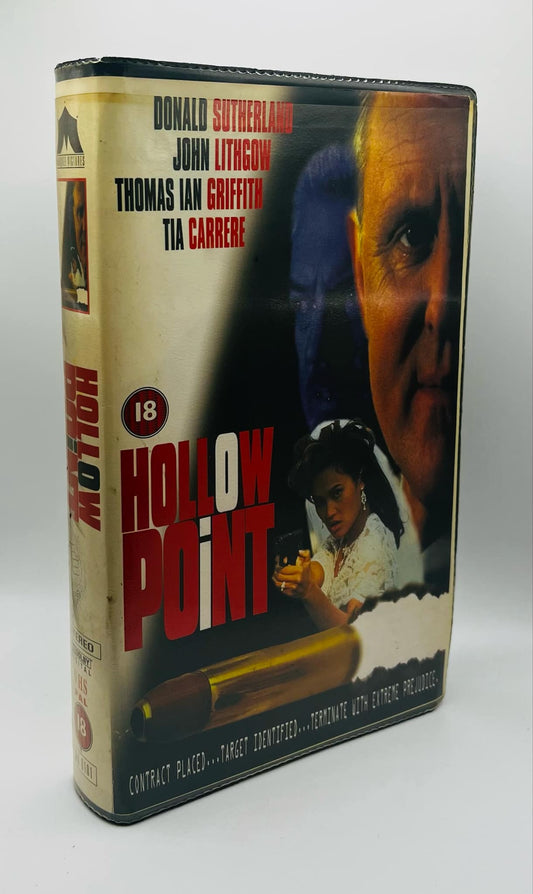 DONALD SUTHERLAND
JOHN LITHGOW
THOMAS IAN GRIFFITH
TIA CARRERE
18
HOLLOW
POiNT
CONTRACT PLACED...TARGET IDENTIFIED...TERMINATE WITH EXTREME PREJUDICE.
PICTURES
HOLLOW
POiNT
18